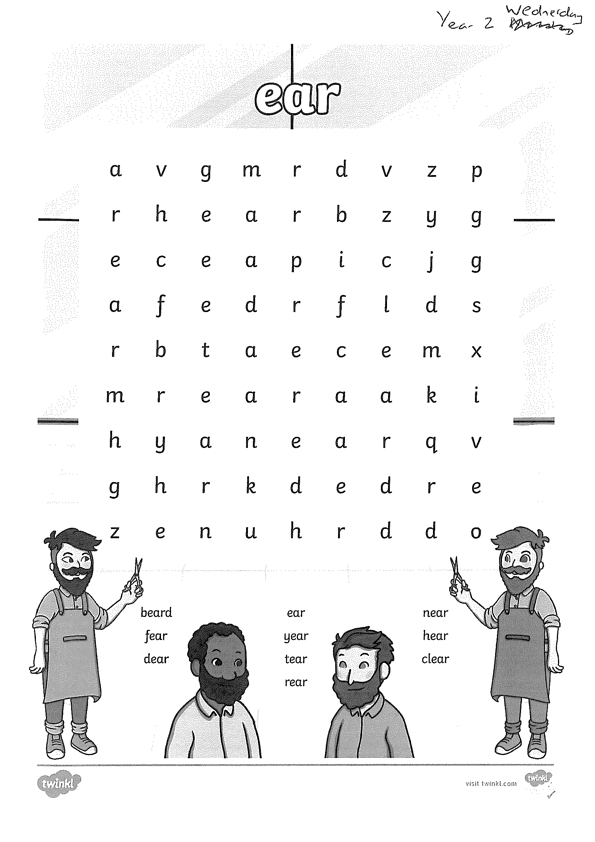 Year 2 Wednesday
ear
a v g m r d v z p
r h e a r b z y g
e c e a p i c j g
a f e d r f l d s
r b t a e c e m x
m r e a r a a k i
h y a n e a r q v
g h r k d e d r e
z e n u h r d d o
beard ear near
fear year hear
dear tear clear
rear
twinkl visit twinkl.com twinkl